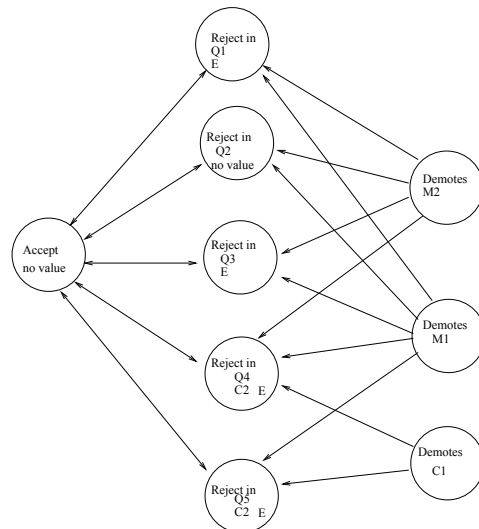 Reject in
Q1
E
Reject in
Q2
no value
Demotes
M2
Accept
no value
Reject in
Q3
E
Demotes
M1
Reject in
Q4
C2 E
Demotes
C1
Reject in
Q5
C2 E